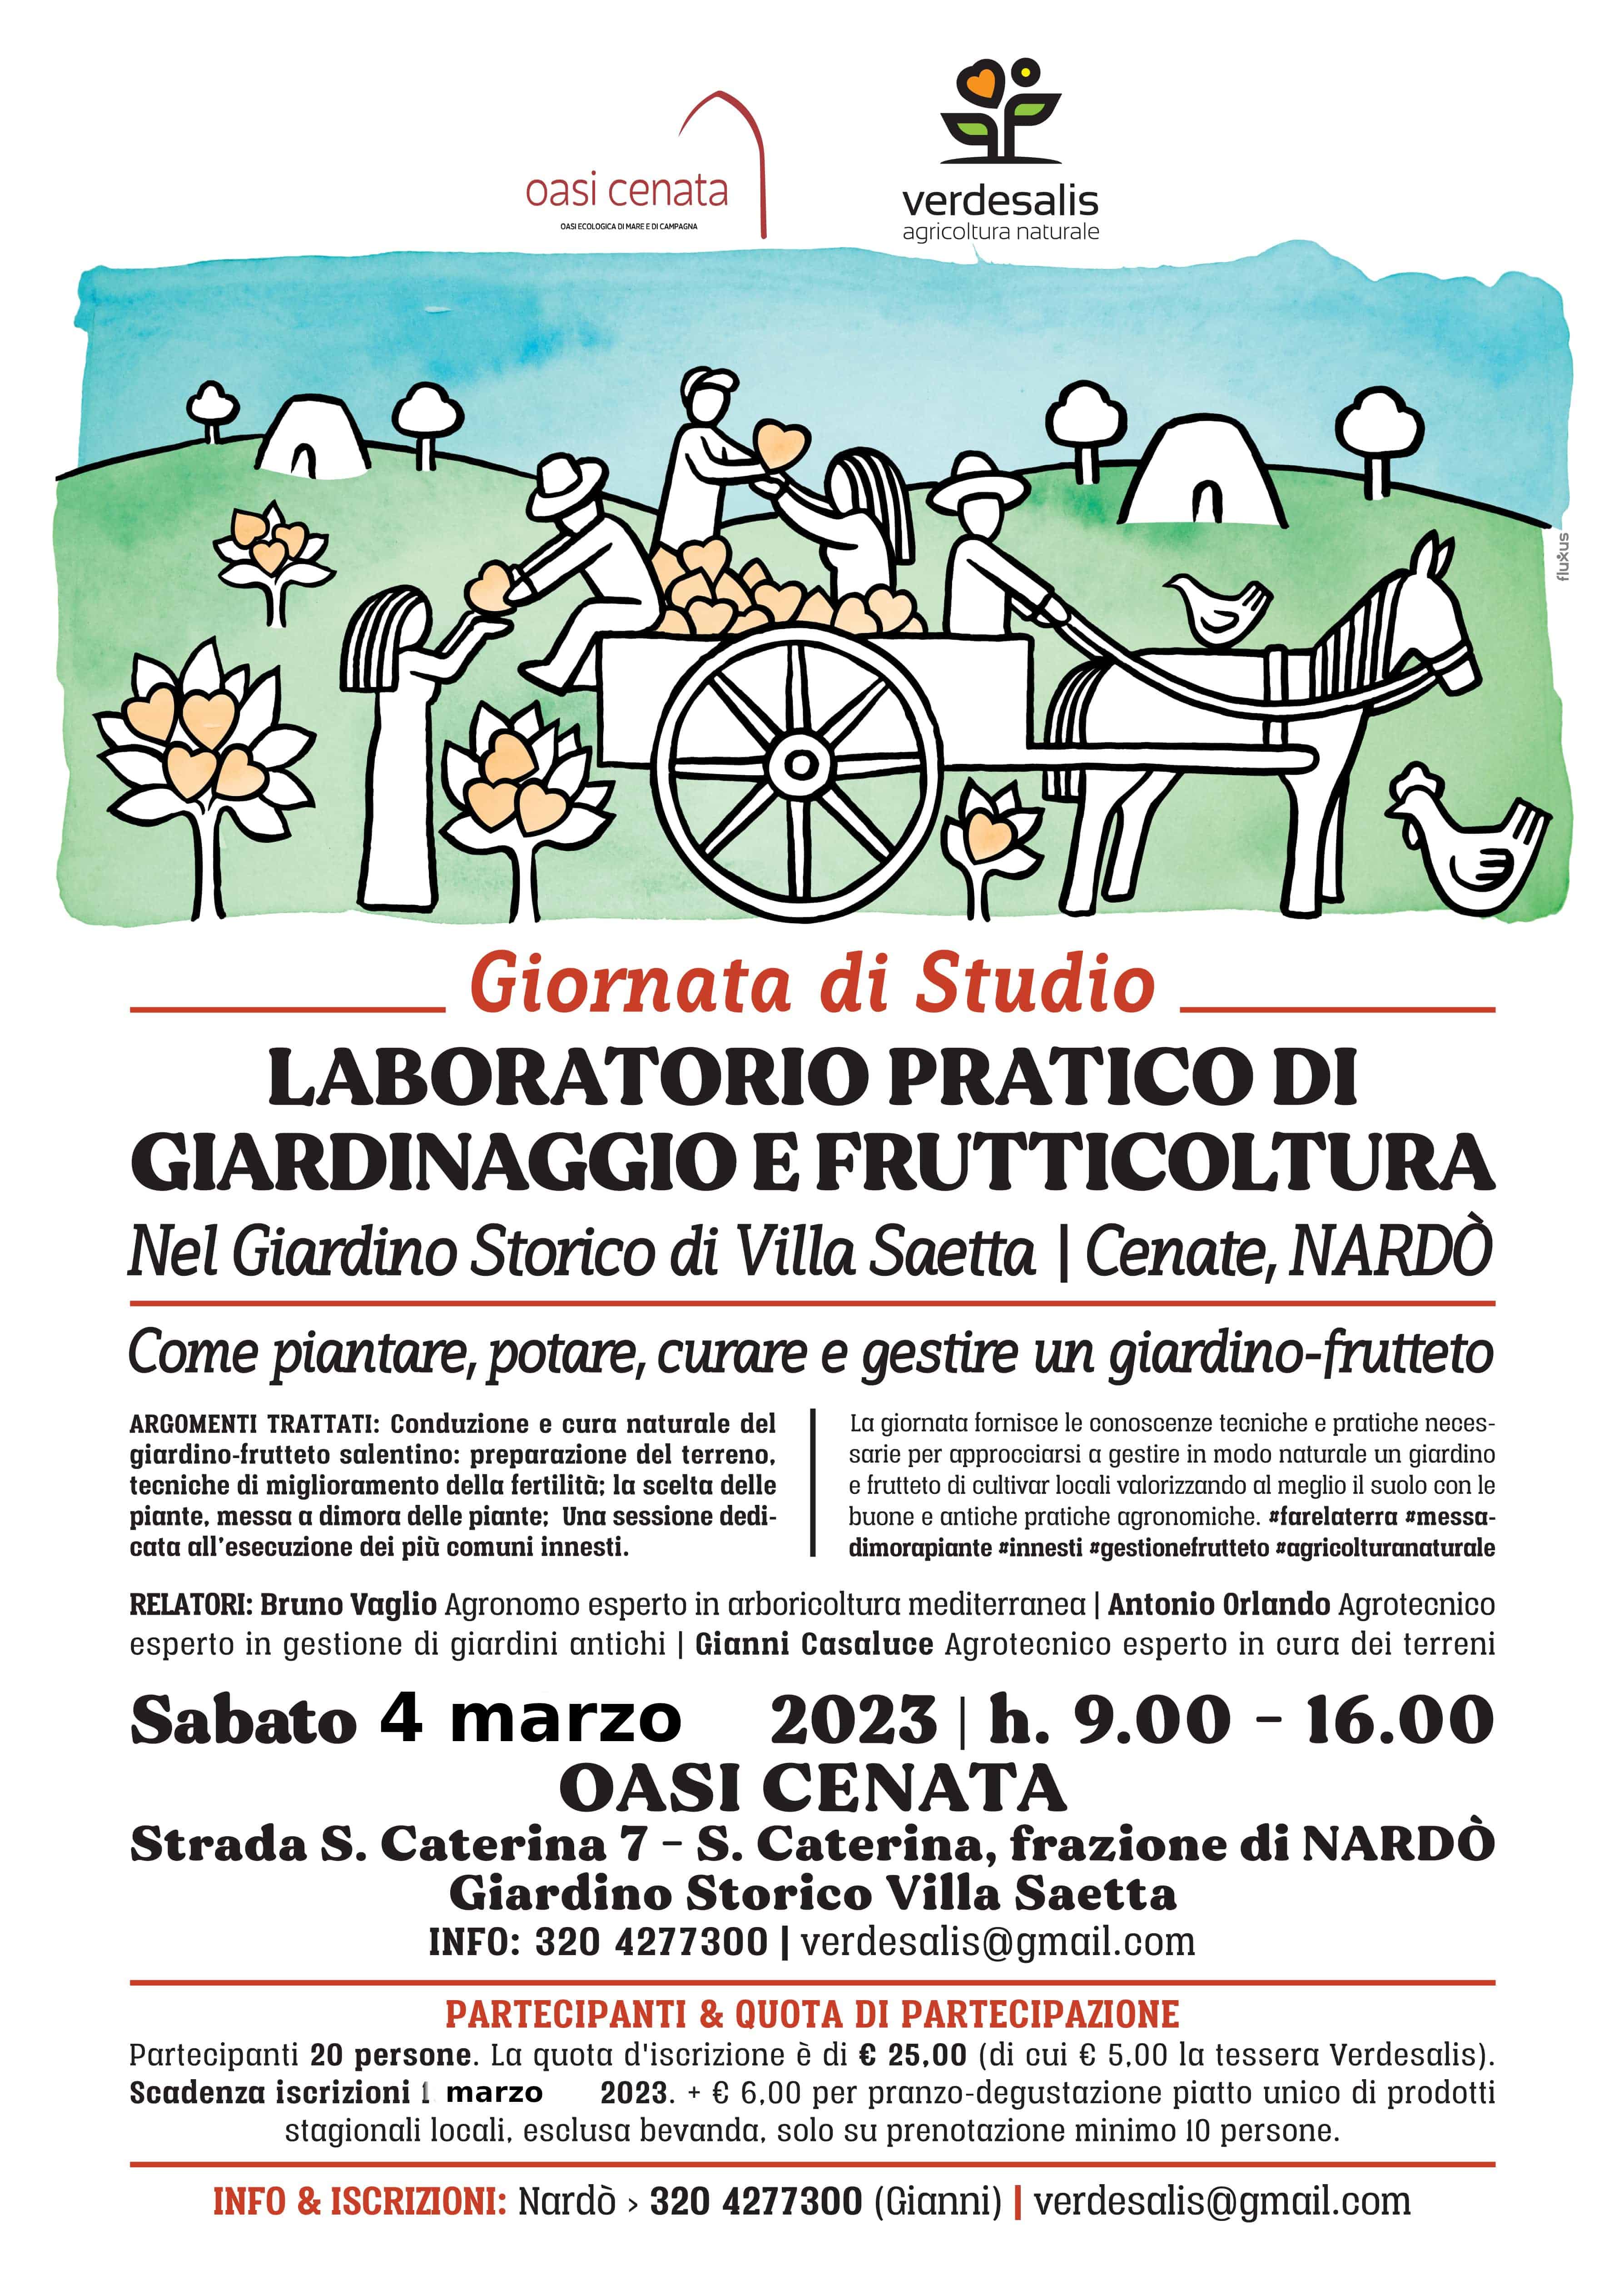 oasi cenata
OASI ECOLOGICA DI MARE E DI CAMPAGNA
verdesalis
agricoltura naturale
fluxus
Giornata di Studio
LABORATORIO PRATICO DI
GIARDINAGGIO E FRUTTICOLTURA
Nel Giardino Storico di Villa Saetta | Cenate, NARDÒ
Come piantare, potare, curare e gestire un giardino-frutteto
ARGOMENTI TRATTATI: Conduzione e cura naturale del
giardino-frutteto salentino: preparazione del terreno,
tecniche di miglioramento della fertilità; la scelta delle
piante, messa a dimora delle piante; Una sessione dedi-
cata all'esecuzione dei più comuni innesti.
La giornata fornisce le conoscenze tecniche e pratiche neces-
sarie per approcciarsi a gestire in modo naturale un giardino
e frutteto di cultivar locali valorizzando al meglio il suolo con le
buone e antiche pratiche agronomiche. #farelaterra #messa-
dimorapiante #innesti #gestionefrutteto #agricolturanaturale
RELATORI: Bruno Vaglio Agronomo esperto in arboricoltura mediterranea | Antonio Orlando Agrotecnico
esperto in gestione di giardini antichi | Gianni Casaluce Agrotecnico esperto in cura dei terreni
Sabato 4 marzo 2023 | h. 9.00 - 16.00
OASI CENATA
Strada S. Caterina 7 - S. Caterina, frazione di NARDÒ
Giardino Storico Villa Saetta
INFO: 320 4277300 | verdesalis@gmail.com
PARTECIPANTI & QUOTA DI PARTECIPAZIONE
Partecipanti 20 persone. La quota d'iscrizione è di € 25,00 (di cui € 5,00 la tessera Verdesalis).
Scadenza iscrizioni 1 marzo 2023. + € 6,00 per pranzo-degustazione piatto unico di prodotti
stagionali locali, esclusa bevanda, solo su prenotazione minimo 10 persone.
INFO & ISCRIZIONI: Nardò › 320 4277300 (Gianni) | verdesalis@gmail.com